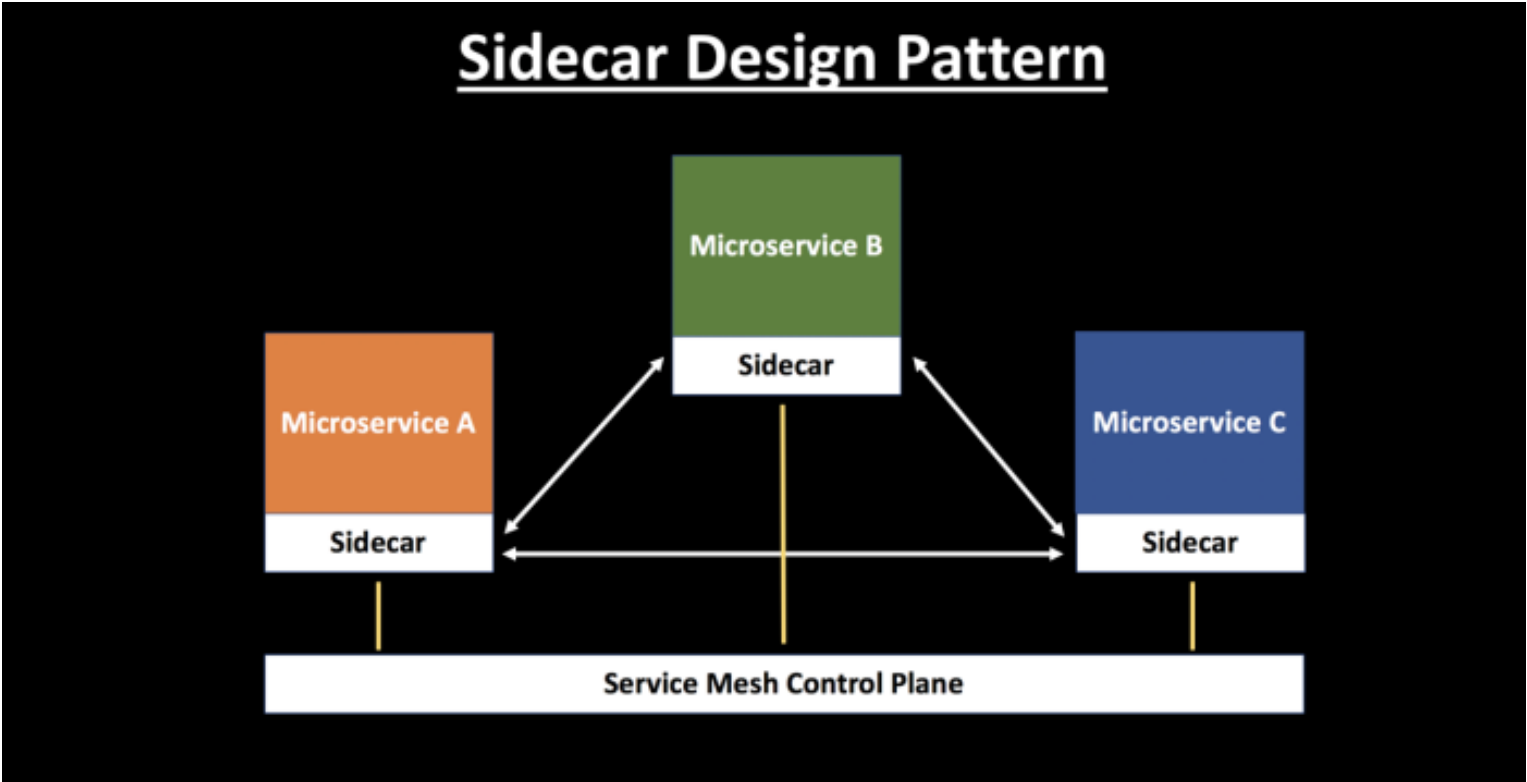 Sidecar Design Pattern
Microservice B
Sidecar
Microservice A
Sidecar
Microservice C
Sidecar
Service Mesh Control Plane